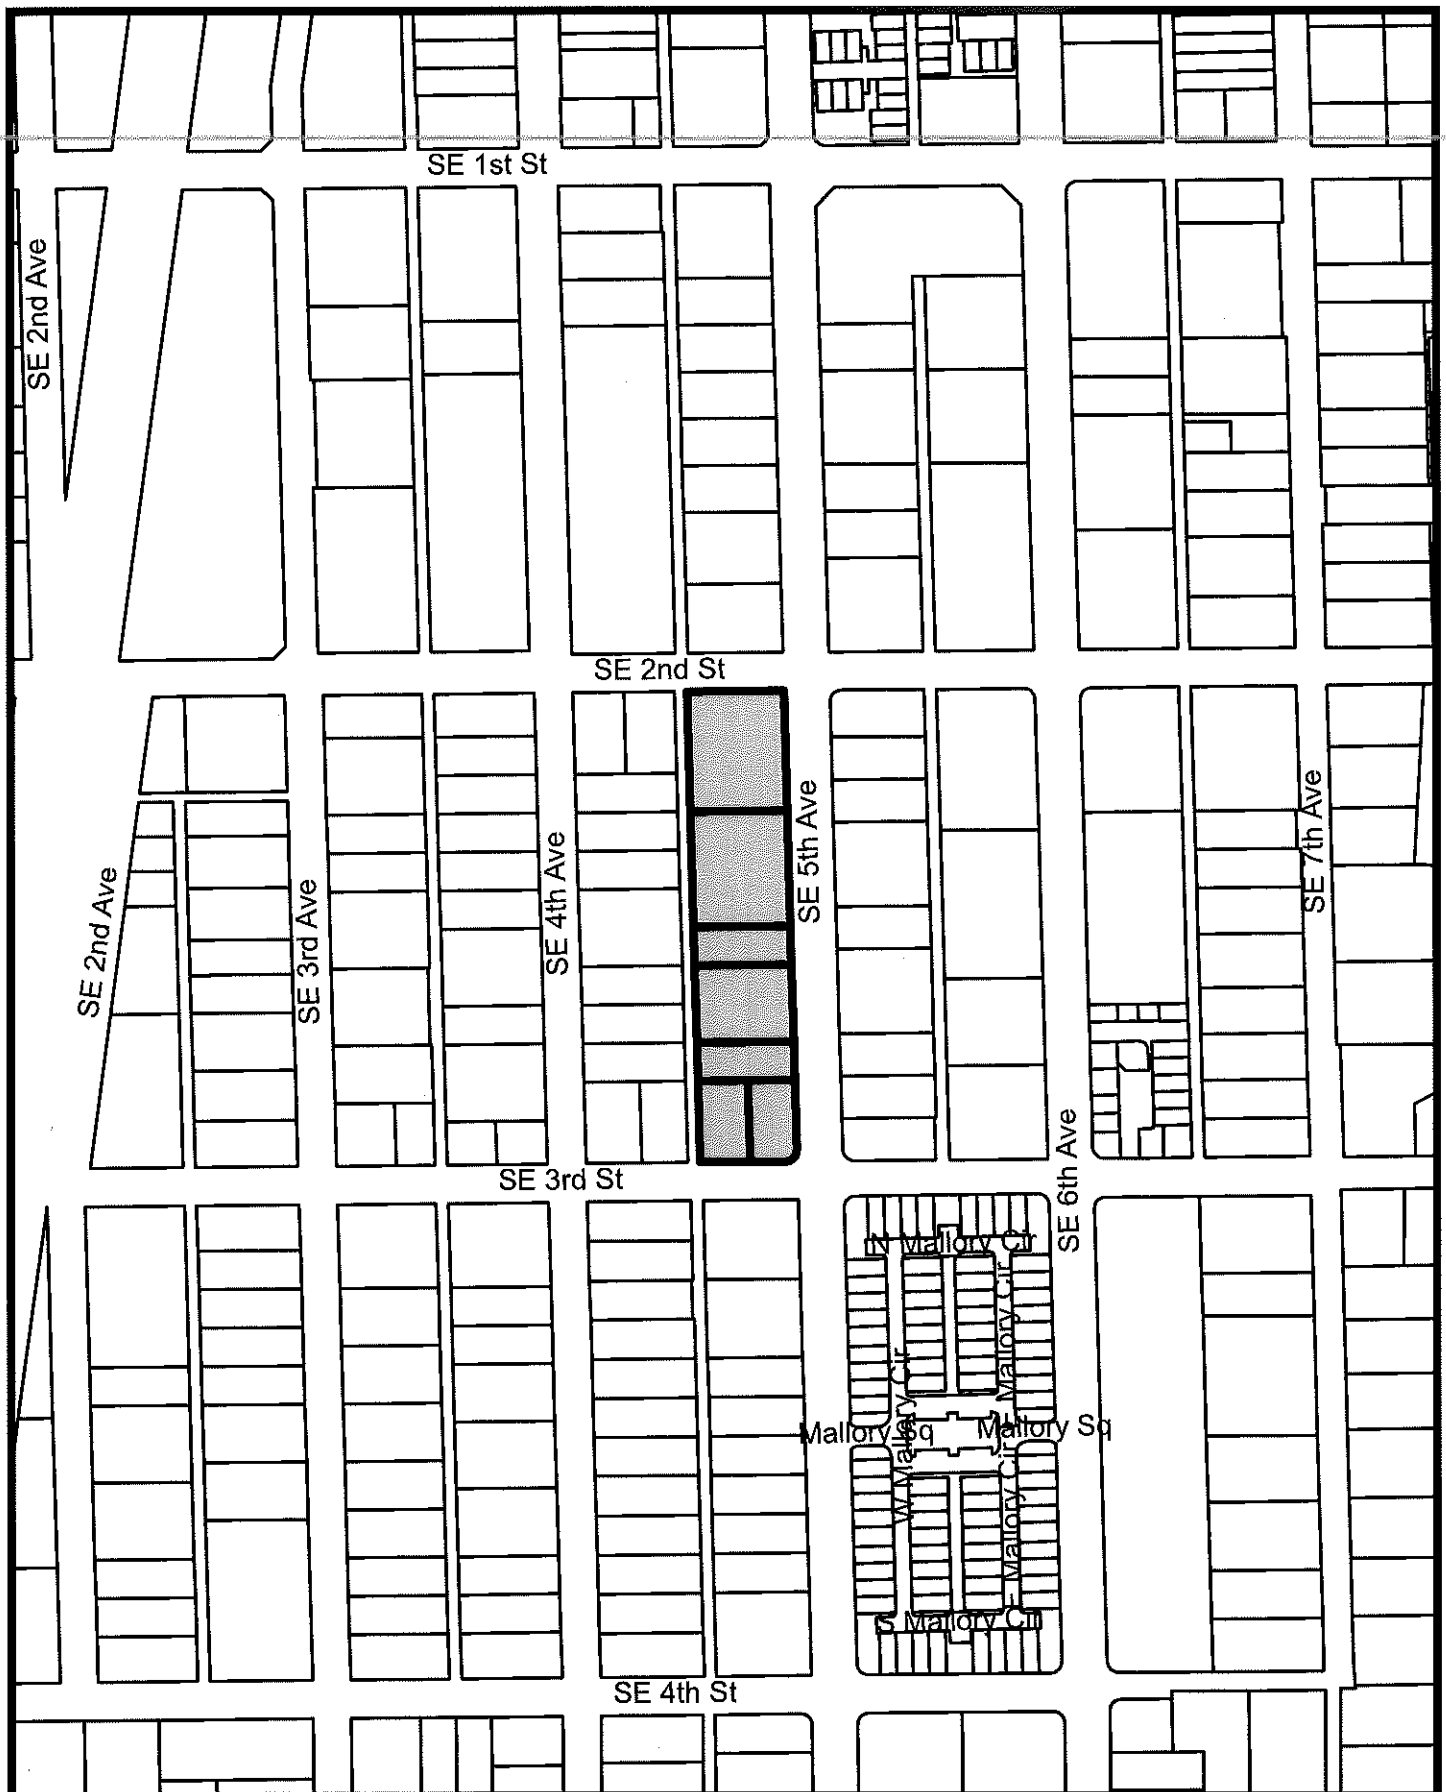 SE 1st St
SE 2nd Ave
SE 2nd St
SE 5th Ave
SE 7th Ave
SE 4th Ave
SE 2nd Ave
SE 3rd Ave
SE 3rd St
SE 6th Ave
N Mallory Cir
Mallory Cir
W Mallory Cir
Mallory Sq
Mallory Sq
Mallory Cir
S Mallory Cir
SE 4th St